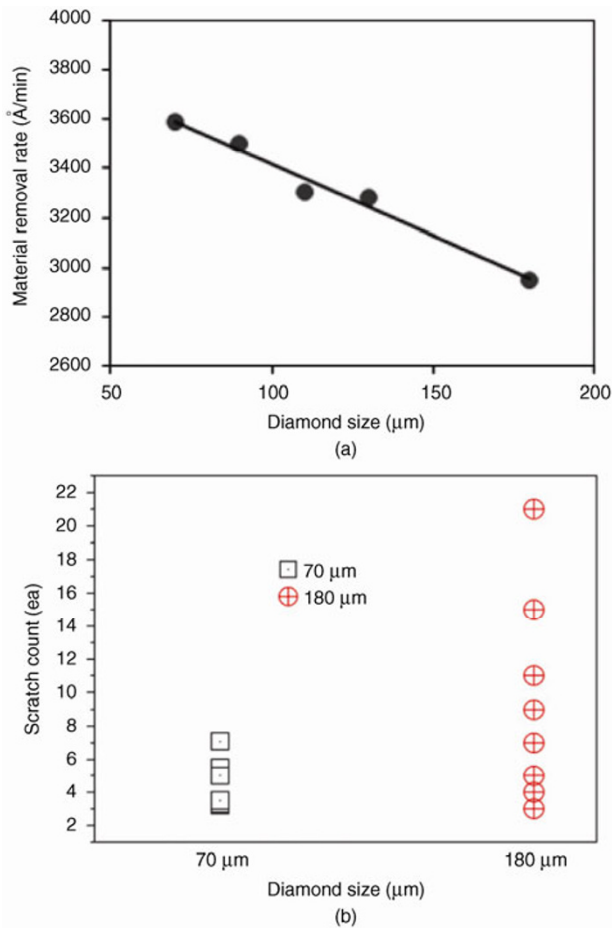 4000
3800
3600
3400
3200
3000
2800
2600
Material removal rate (Å/min)
50 100 150 200
Diamond size (μm)
(a)
22
20
18
16
14
12
10
8
6
4
2
Scratch count (ea)
70 μm
180 μm
70 μm 180 μm
Diamond size (μm)
(b)